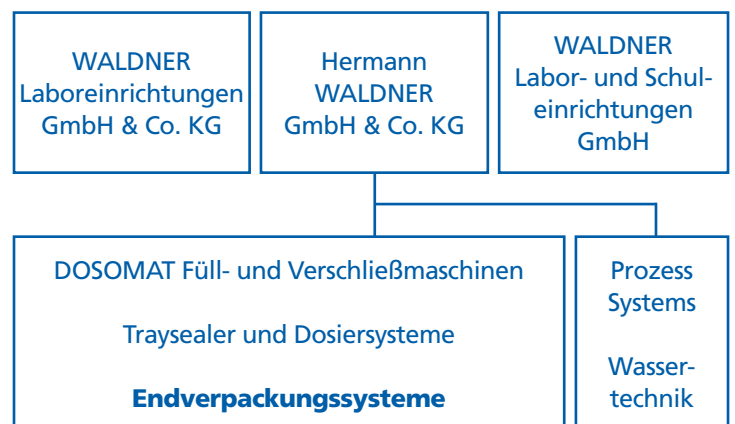 WALDNER
Laboreinrichtungen
GmbH & Co. KG
Hermann
WALDNER
GmbH & Co. KG
WALDNER
Labor- und Schul-
einrichtungen
GmbH
DOSOMAT Füll- und Verschließmaschinen
Traysealer und Dosiersysteme
Endverpackungssysteme
Prozess
Systems
Wasser-
technik